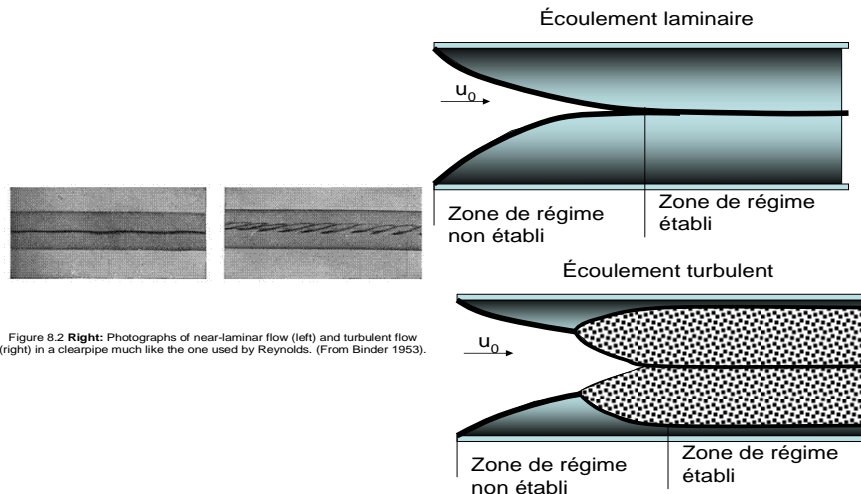 Écoulement laminaire
u0
Zone de régime
non établi
Zone de régime
établi
Figure 8.2 Right: Photographs of near-laminar flow (left) and turbulent flow
(right) in a clearpipe much like the one used by Reynolds. (From Binder 1953).
Écoulement turbulent
u0
Zone de régime
non établi
Zone de régime
établi